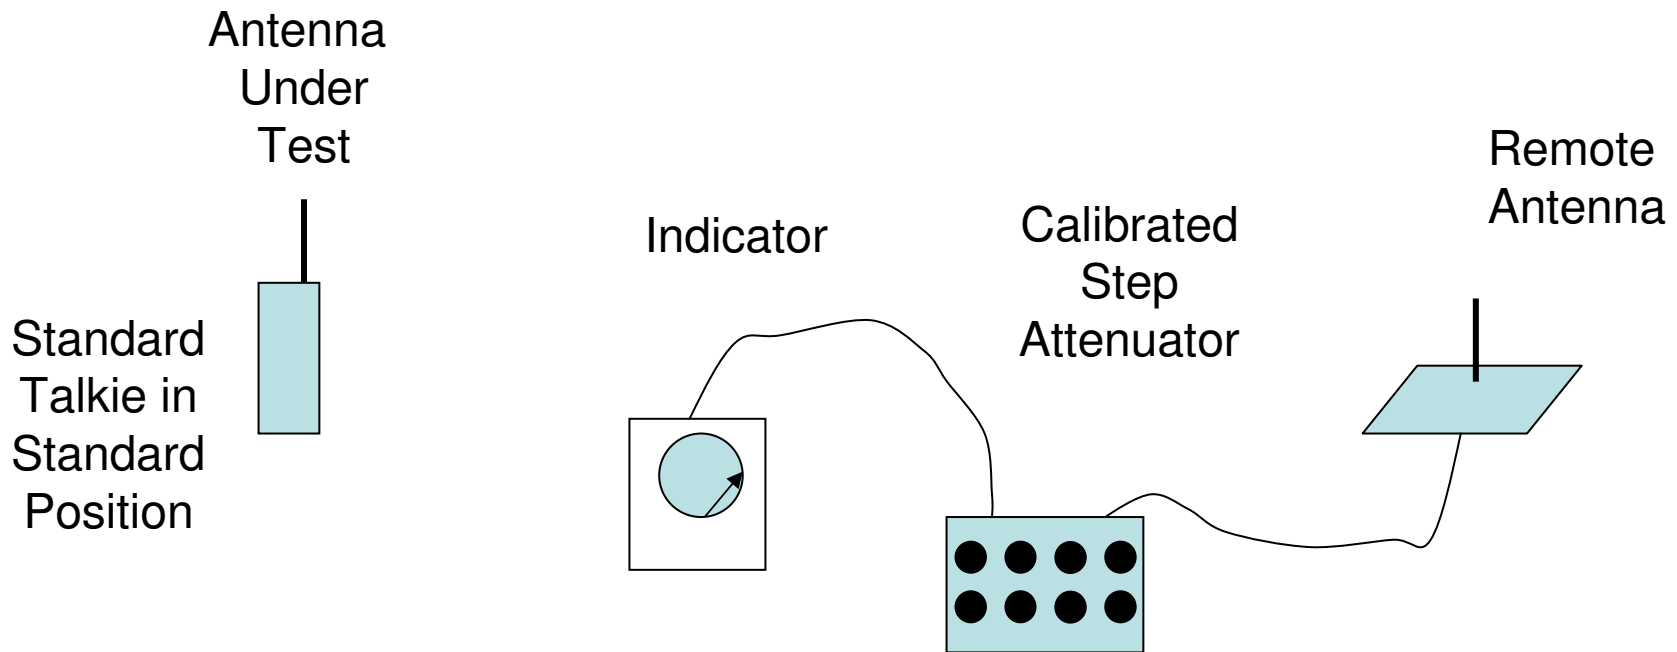 Antenna
Under
Test
Standard
Talkie in
Standard
Position
Indicator
Calibrated
Step
Attenuator
Remote
Antenna